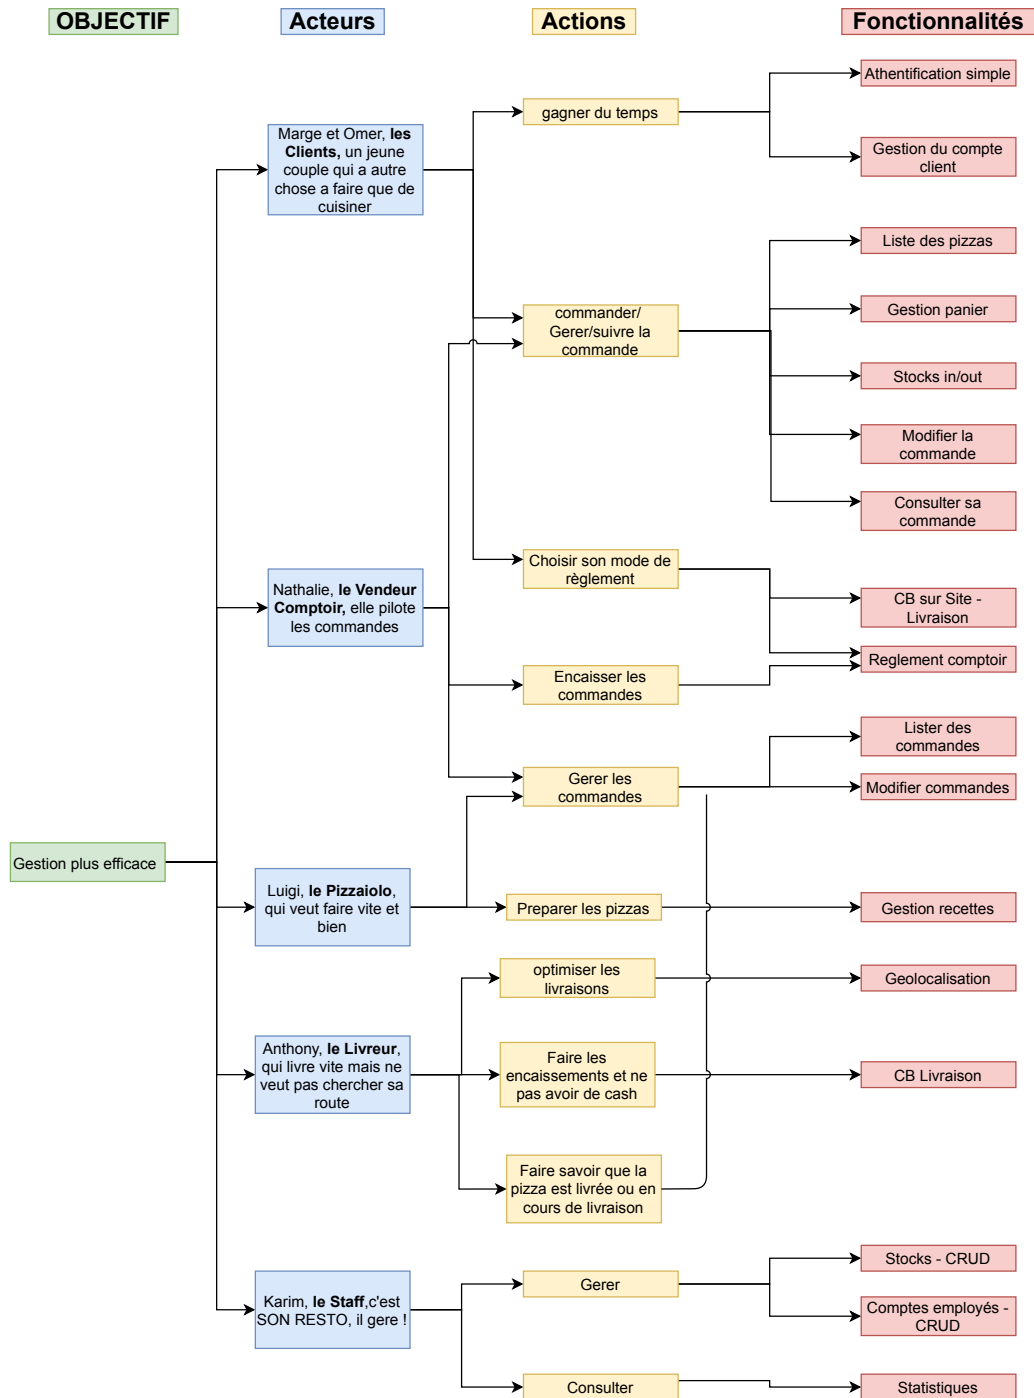 OBJECTIF
Acteurs
Actions
Fonctionnalités
Athentification simple
gagner du temps
Marge et Omer, les
Clients, un jeune
couple qui a autre
chose a faire que de
cuisiner
Gestion du compte
client
Liste des pizzas
commander/
Gerer/suivre la
commande
Gestion panier
Stocks in/out
Modifier la
commande
Consulter sa
commande
Choisir son mode de
règlement
Nathalie, le Vendeur
Comptoir, elle pilote
les commandes
CB sur Site -
Livraison
Reglement comptoir
Encaisser les
commandes
Lister des
commandes
Gerer les
commandes
Modifier commandes
Gestion plus efficace
Luigi, le Pizzaiolo,
qui veut faire vite et
bien
Preparer les pizzas
Gestion recettes
optimiser les
livraisons
Geolocalisation
Anthony, le Livreur,
qui livre vite mais ne
veut pas chercher sa
route
Faire les
encaissements et ne
pas avoir de cash
CB Livraison
Faire savoir que la
pizza est livrée ou en
cours de livraison
Stocks - CRUD
Karim, le Staff,c'est
SON RESTO, il gere !
Gerer
Comptes employés -
CRUD
Consulter
Statistiques